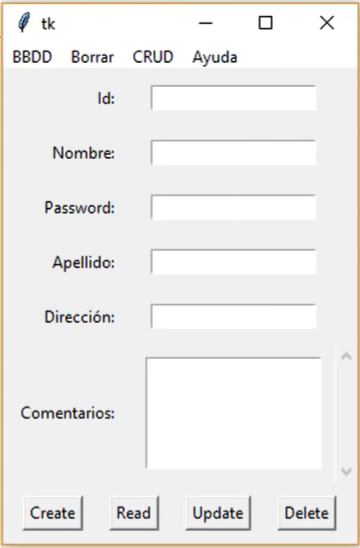 tk
BBDD Borrar CRUD Ayuda
Id:
Nombre:
Password:
Apellido:
Dirección:
Comentarios:
Create Read Update Delete